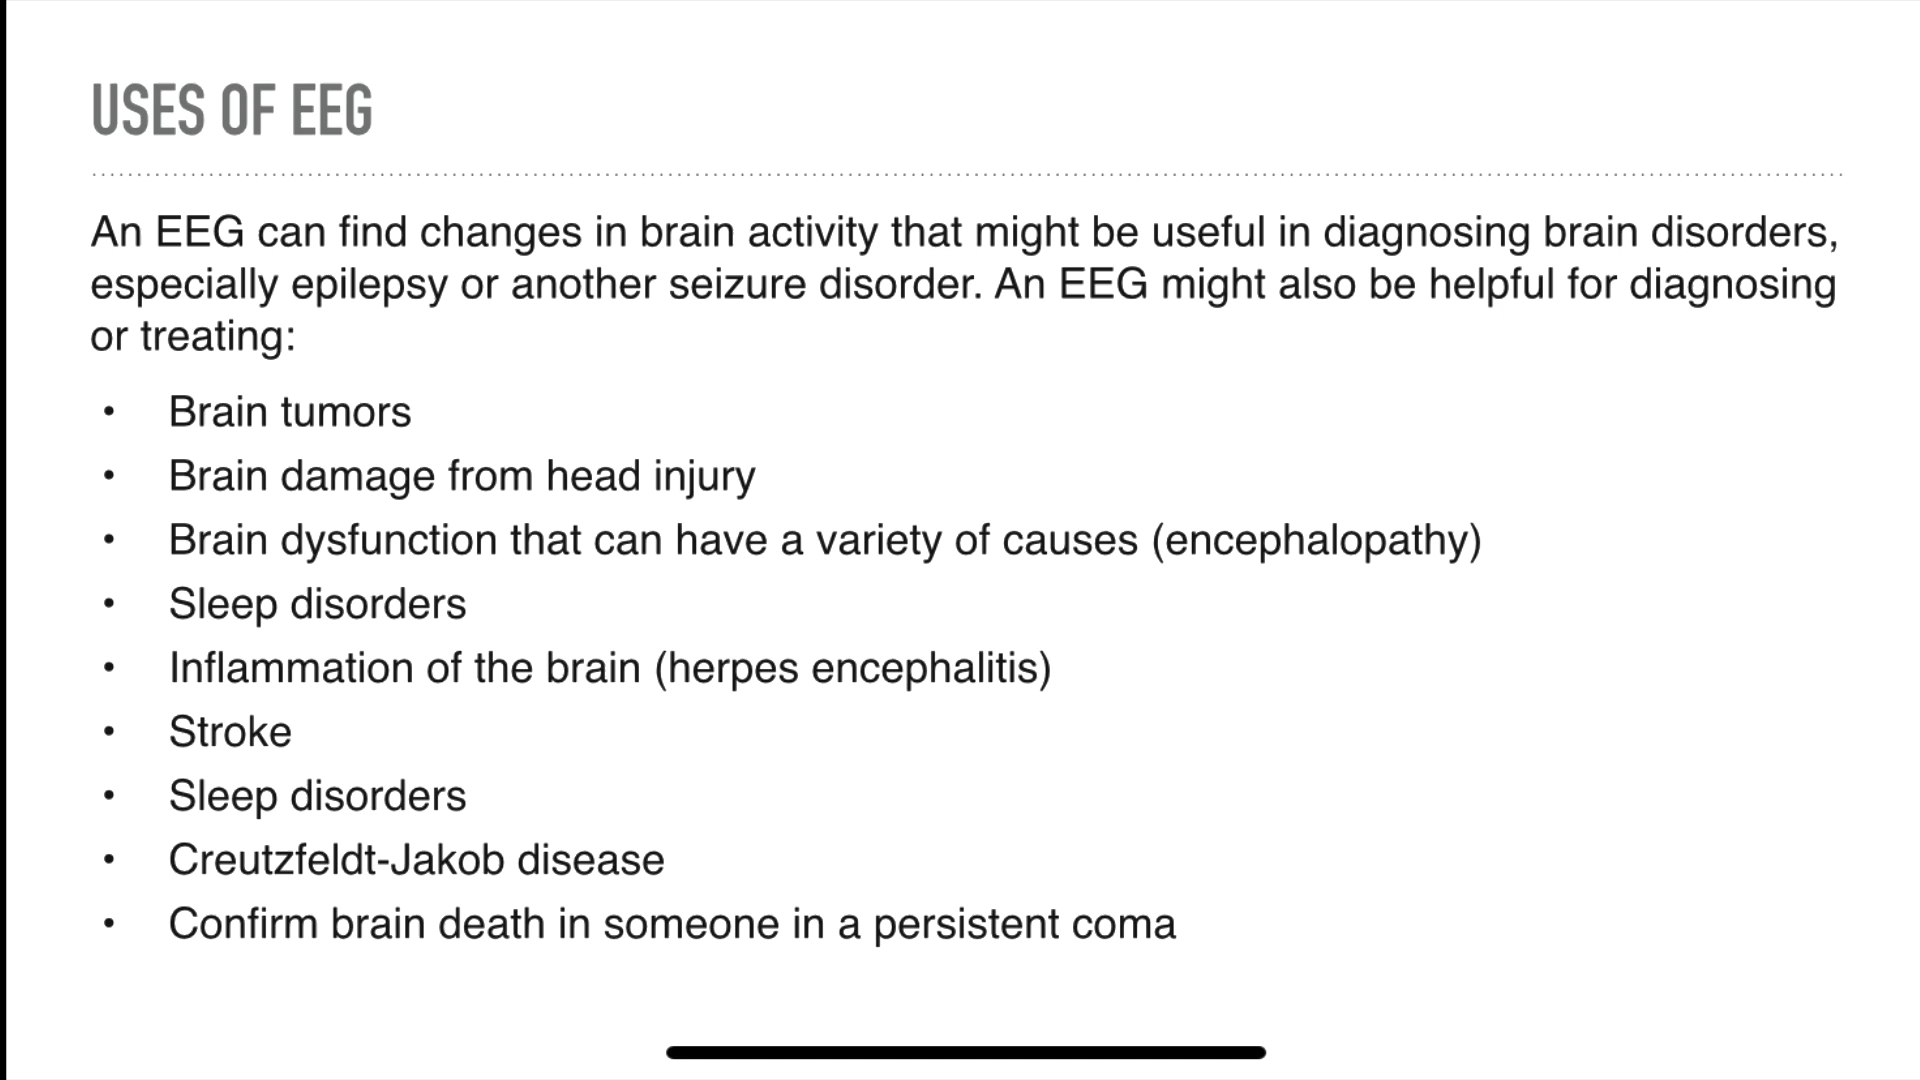 USES OF EEG
An EEG can find changes in brain activity that might be useful in diagnosing brain disorders,
especially epilepsy or another seizure disorder. An EEG might also be helpful for diagnosing
or treating:
• Brain tumors
• Brain damage from head injury
• Brain dysfunction that can have a variety of causes (encephalopathy)
• Sleep disorders
• Inflammation of the brain (herpes encephalitis)
• Stroke
• Sleep disorders
• Creutzfeldt-Jakob disease
• Confirm brain death in someone in a persistent coma